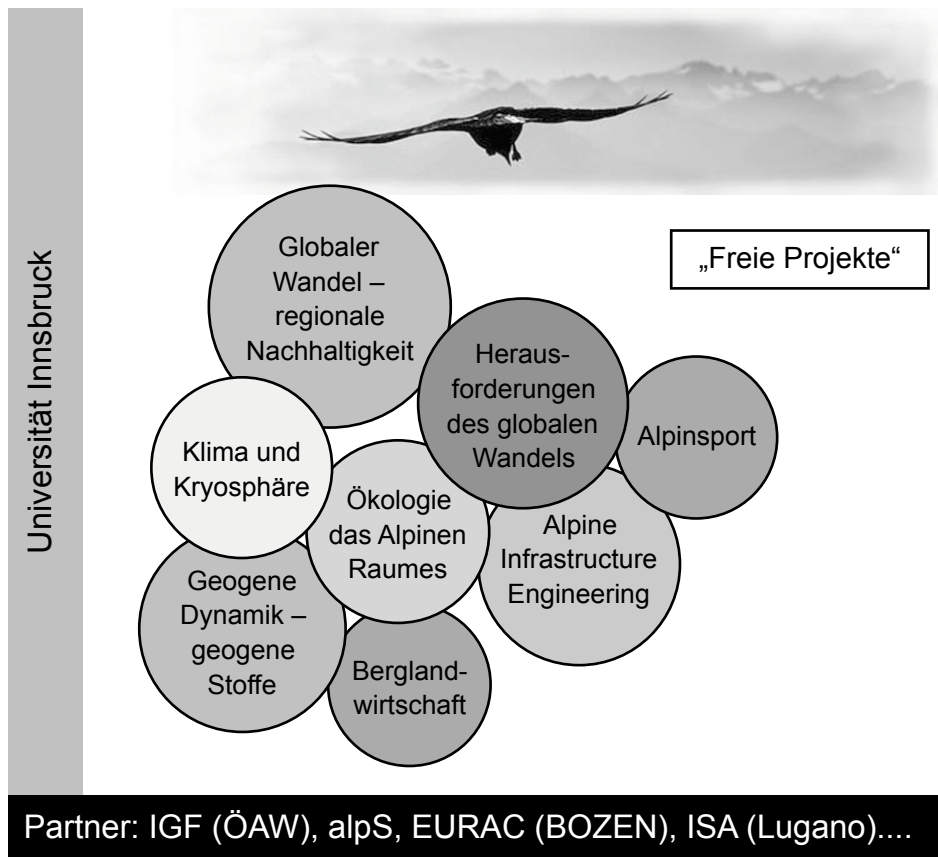 Universität Innsbruck
Globaler
Wandel –
regionale
Nachhaltigkeit
„Freie Projekte“
Heraus-
forderungen
des globalen
Wandels
Alpinsport
Klima und
Kryosphäre
Ökologie
das Alpinen
Raumes
Alpine
Infrastructure
Engineering
Geogene
Dynamik –
geogene
Stoffe
Bergland-
wirtschaft
Partner: IGF (ÖAW), alpS, EURAC (BOZEN), ISA (Lugano)....